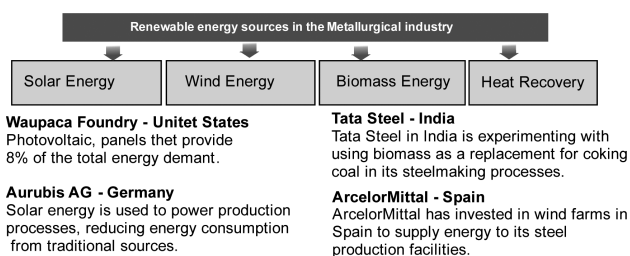 Renewable energy sources in the Metallurgical industry
Solar Energy
Wind Energy
Biomass Energy
Heat Recovery
Waupaca Foundry - Unitet States
Photovoltaic, panels thet provide
8% of the total energy demant.
Aurubis AG - Germany
Solar energy is used to power production
processes, reducing energy consumption
from traditional sources.
Tata Steel - India
Tata Steel in India is experimenting with
using biomass as a replacement for coking
coal in its steelmaking processes.
ArcelorMittal - Spain
ArcelorMittal has invested in wind farms in
Spain to supply energy to its steel
production facilities.